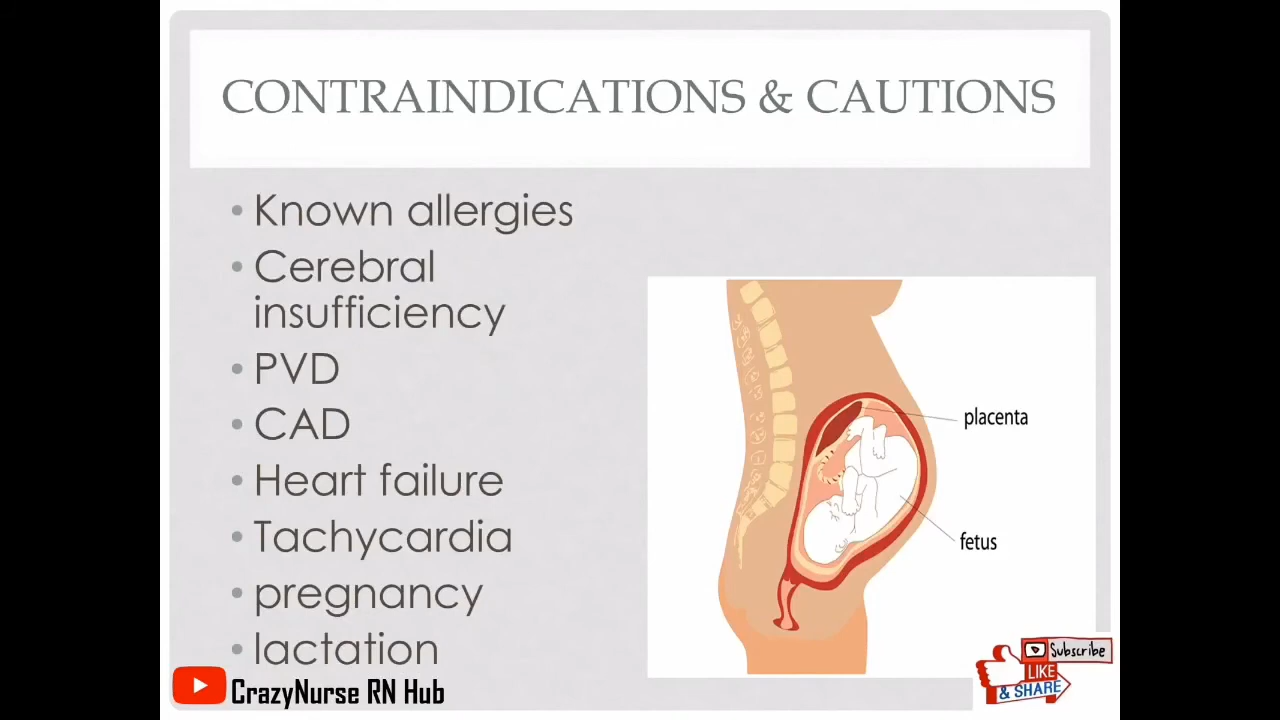 CONTRAINDICATIONS & CAUTIONS
• Known allergies
• Cerebral
insufficiency
• PVD
• CAD
• Heart failure
• Tachycardia
• pregnancy
• lactation
placenta
fetus
CrazyNurse RN Hub
Subscribe
LIKE
& SHARE